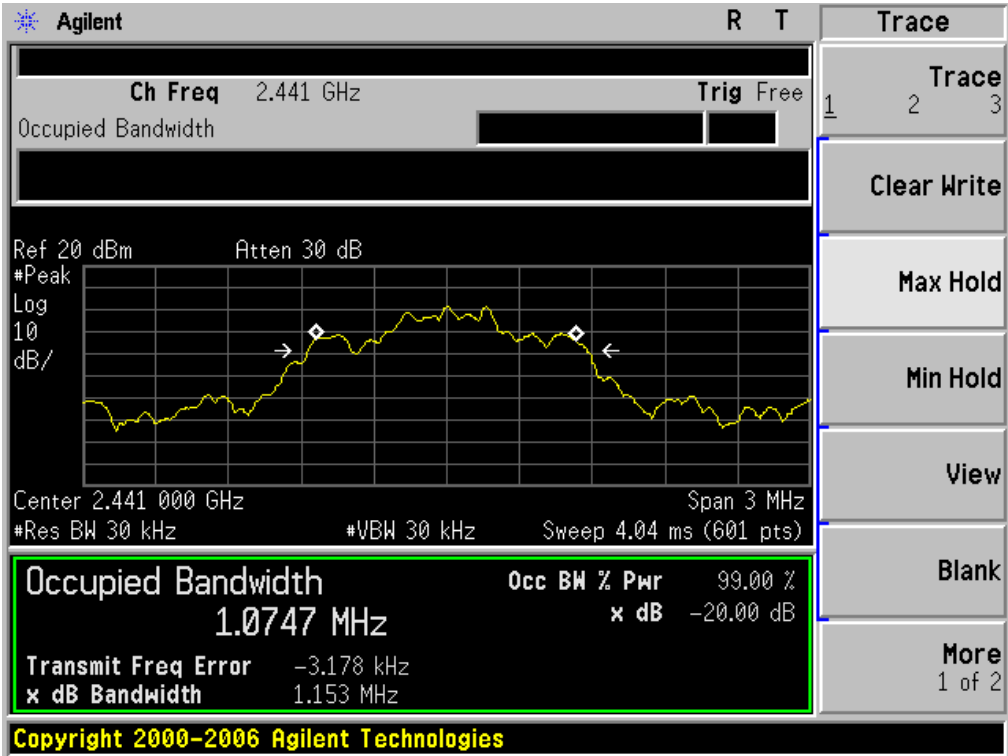 Agilent R T Trace
Ch Freq 2.441 GHz Trig Free
Occupied Bandwidth
Trace
1 2 3
Clear Write
Max Hold
Min Hold
View
Blank
More
1 of 2
Ref 20 dBm Atten 30 dB
#Peak
Log
10
dB/
Center 2.441 000 GHz Span 3 MHz
#Res BW 30 kHz #VBW 30 kHz Sweep 4.04 ms (601 pts)
Occupied Bandwidth Occ BW % Pwr 99.00 %
1.0747 MHz x dB -20.00 dB
Transmit Freq Error -3.178 kHz
x dB Bandwidth 1.153 MHz
Copyright 2000-2006 Agilent Technologies